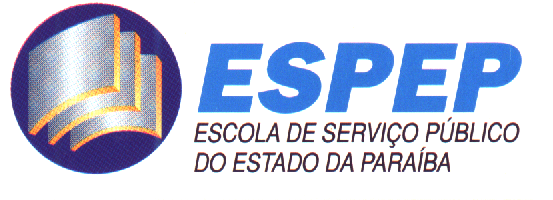 ESPEP
ESCOLA DE SERVIÇO PÚBLICO
DO ESTADO DA PARAÍBA